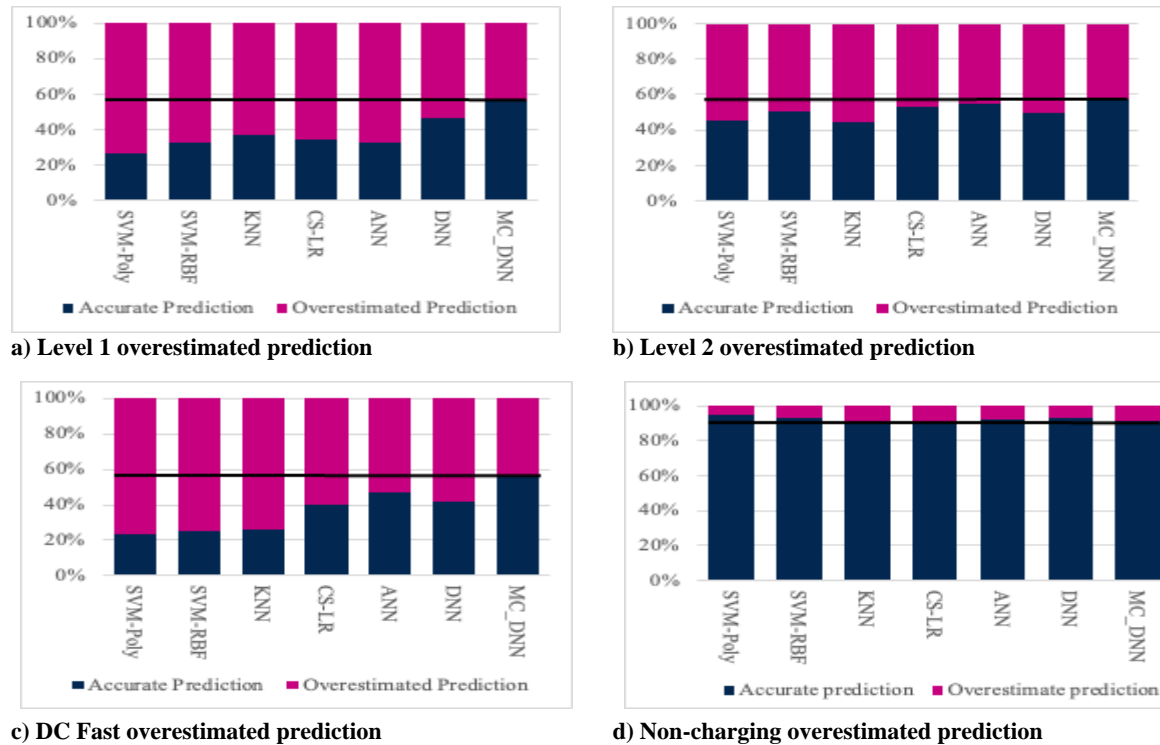 100%
80%
60%
40%
20%
0%
SVM-Poly
SVM-RBF
KNN
CS-LR
ANN
DNN
MC_DNN
Accurate Prediction Overestimated Prediction
a) Level 1 overestimated prediction
100%
80%
60%
40%
20%
0%
SVM-Poly
SVM-RBF
KNN
CS-LR
ANN
DNN
MC_DNN
Accurate Prediction Overestimated Prediction
b) Level 2 overestimated prediction
100%
80%
60%
40%
20%
0%
SVM-Poly
SVM-RBF
KNN
CS-LR
ANN
DNN
MC_DNN
Accurate Prediction Overestimated Prediction
c) DC Fast overestimated prediction
100%
80%
60%
40%
20%
0%
SVM-Poly
SVM-RBF
KNN
CS-LR
ANN
DNN
MC_DNN
Accurate prediction Overestimate prediction
d) Non-charging overestimated prediction